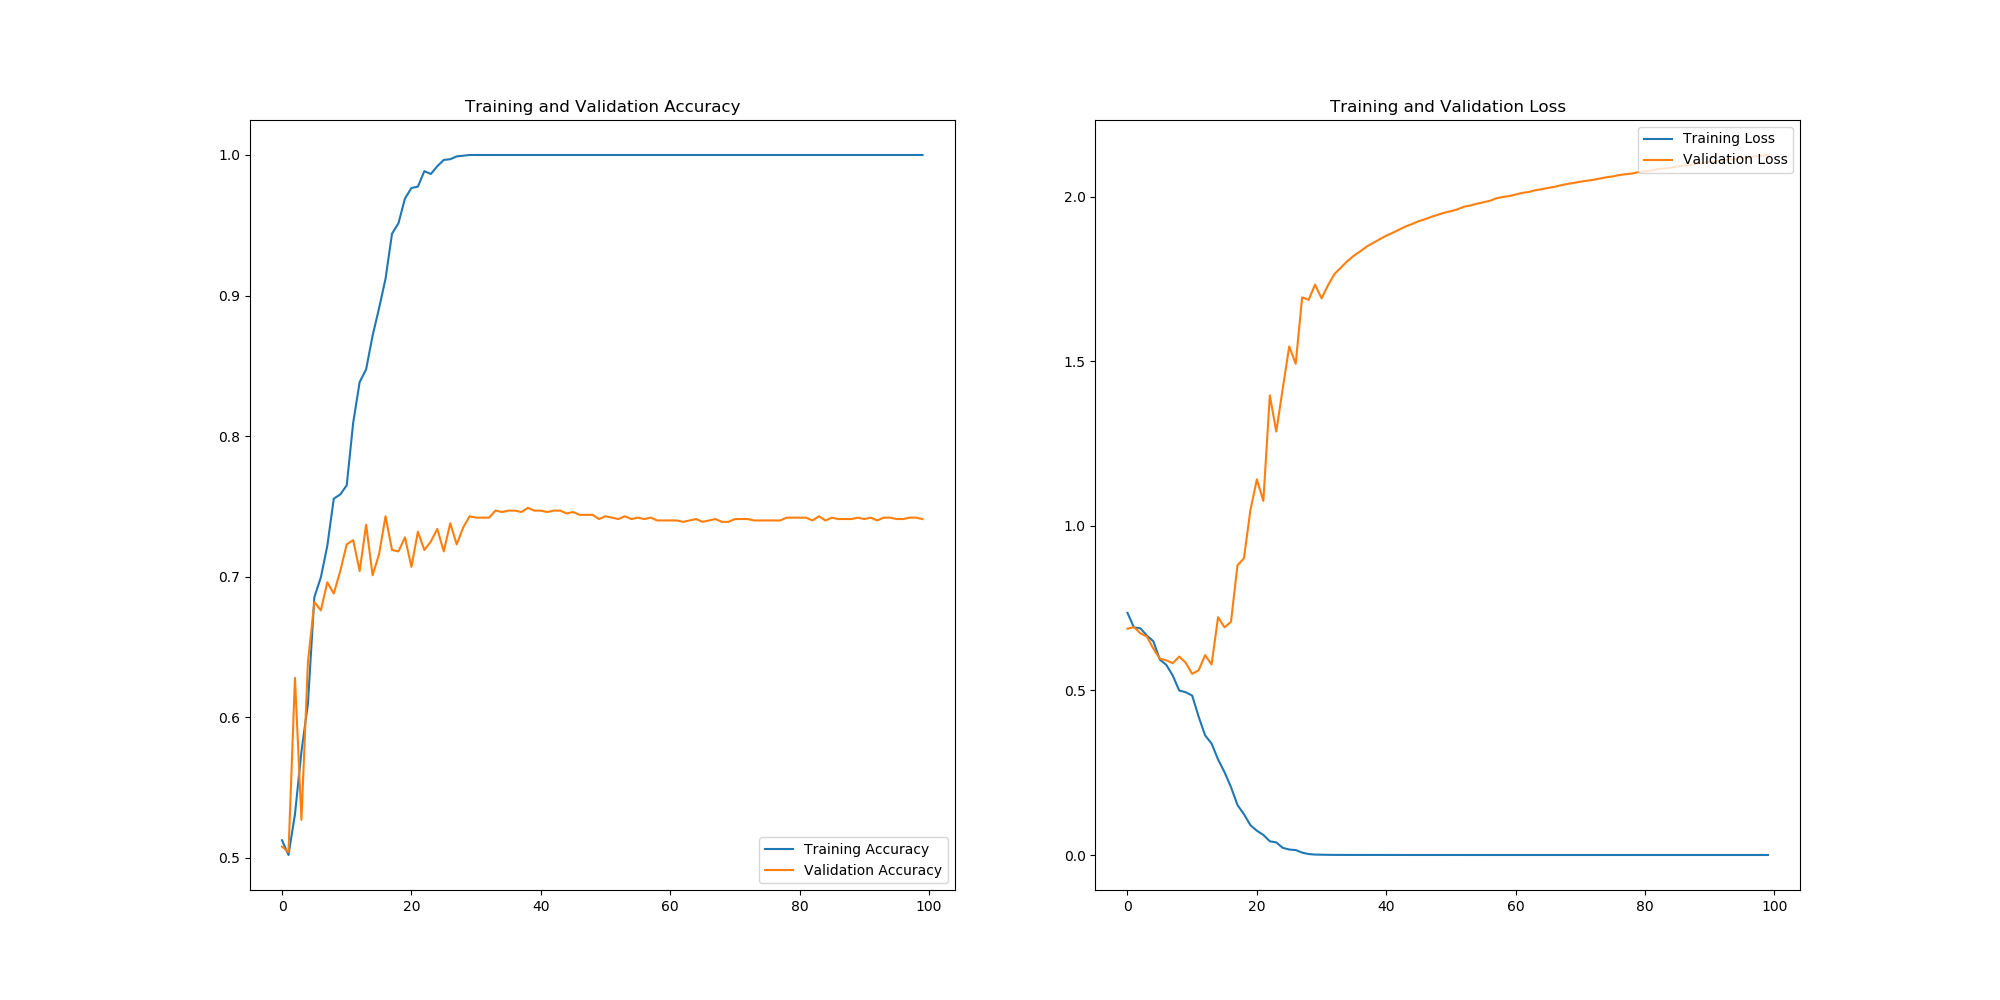 Training and Validation Accuracy
1.0
0.9
0.8
0.7
0.6
0.5
Training Accuracy
Validation Accuracy
0 20 40 60 80 100
Training and Validation Loss
Training Loss
Validation Loss
2.0
1.5
1.0
0.5
0.0
0 20 40 60 80 100